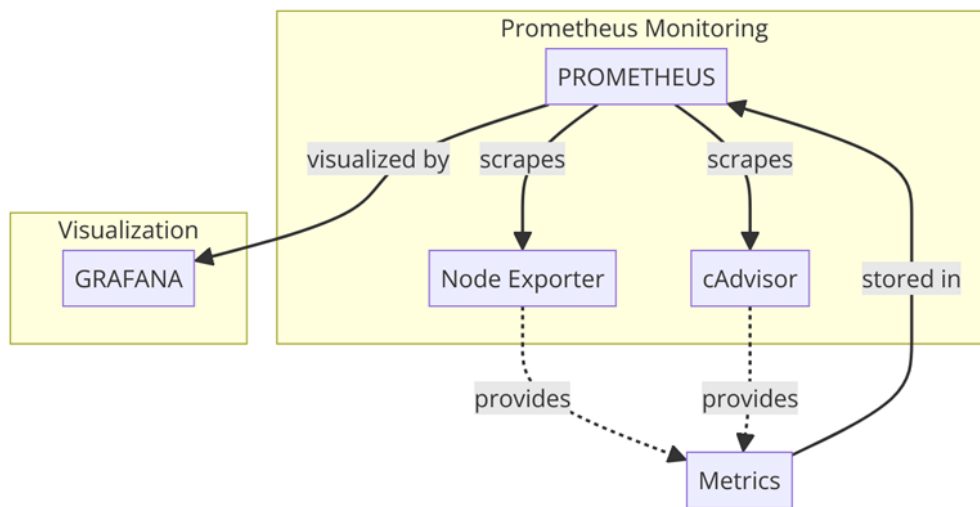 Prometheus Monitoring
PROMETHEUS
visualized by
scrapes
scrapes
Visualization
GRAFANA
Node Exporter
cAdvisor
stored in
provides
provides
Metrics